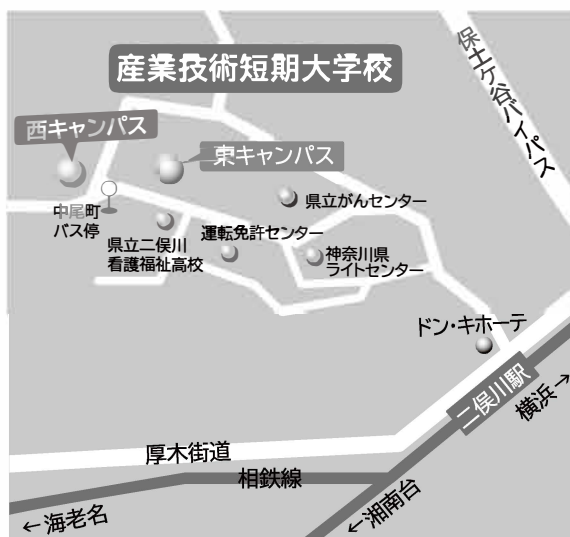 産業技術短期大学校
保土ヶ谷バイパス
西キャンパス
東キャンパス
県立がんセンター
中尾町
バス停
県立二俣川
看護福祉高校
運転免許センター
神奈川県
ライトセンター
ドン・キホーテ
二俣川駅
横浜→
厚木街道
相鉄線
←湘南台
←海老名